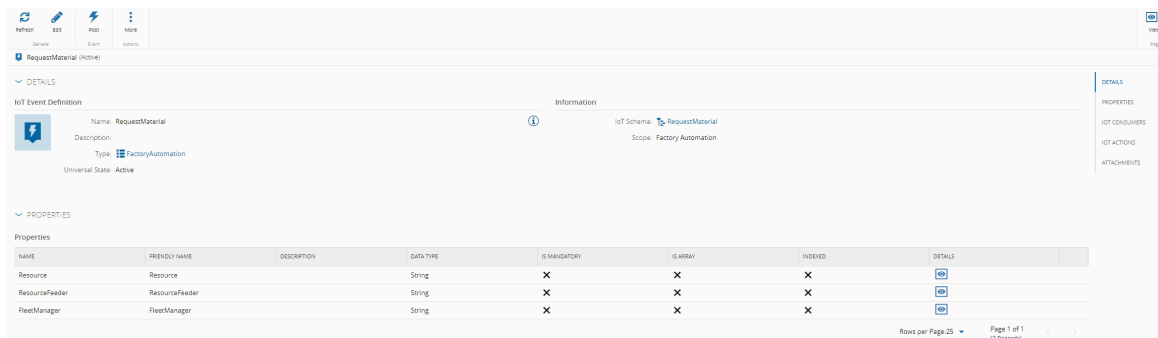 Refresh Edit Post More View
General Event Actions Page
RequestMaterial (Active)
DETAILS
IoT Event Definition
Name: RequestMaterial
Description:
Type: FactoryAutomation
Universal State: Active
Information
IoT Schema: RequestMaterial
Scope: Factory Automation
DETAILS
PROPERTIES
IOT CONSUMERS
IOT ACTIONS
ATTACHMENTS
PROPERTIES
Properties
NAME FRIENDLY NAME DESCRIPTION DATA TYPE IS MANDATORY IS ARRAY INDEXED DETAILS
Resource Resource String
ResourceFeeder ResourceFeeder String
FleetManager FleetManager String
Rows per Page:25 Page 1 of 1
(3 Records)